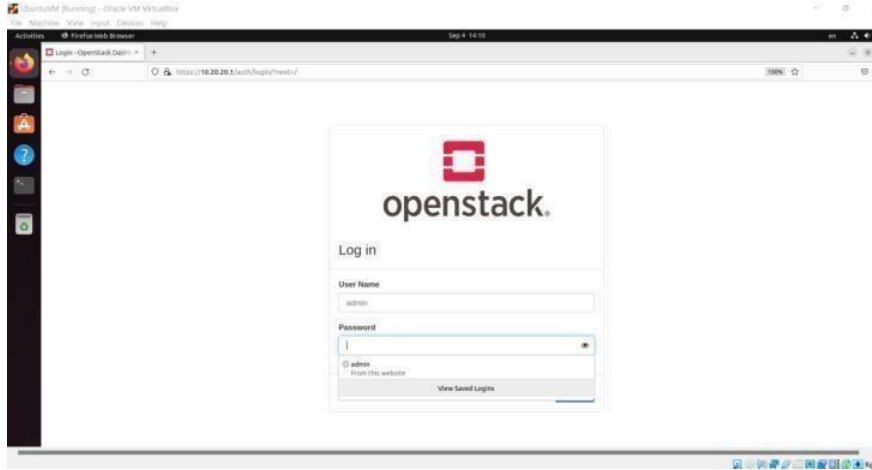 UbuntuVM [Running] - Oracle VM VirtualBox
File Machine View Input Devices Help
Activities Firefox Web Browser Sep 4 14:10 en
Login - OpenStack Dashb
https://10.20.20.1/auth/login/?next=/ 130%
openstack.
Log in
User Name
admin
Password
admin
From this website
View Saved Logins